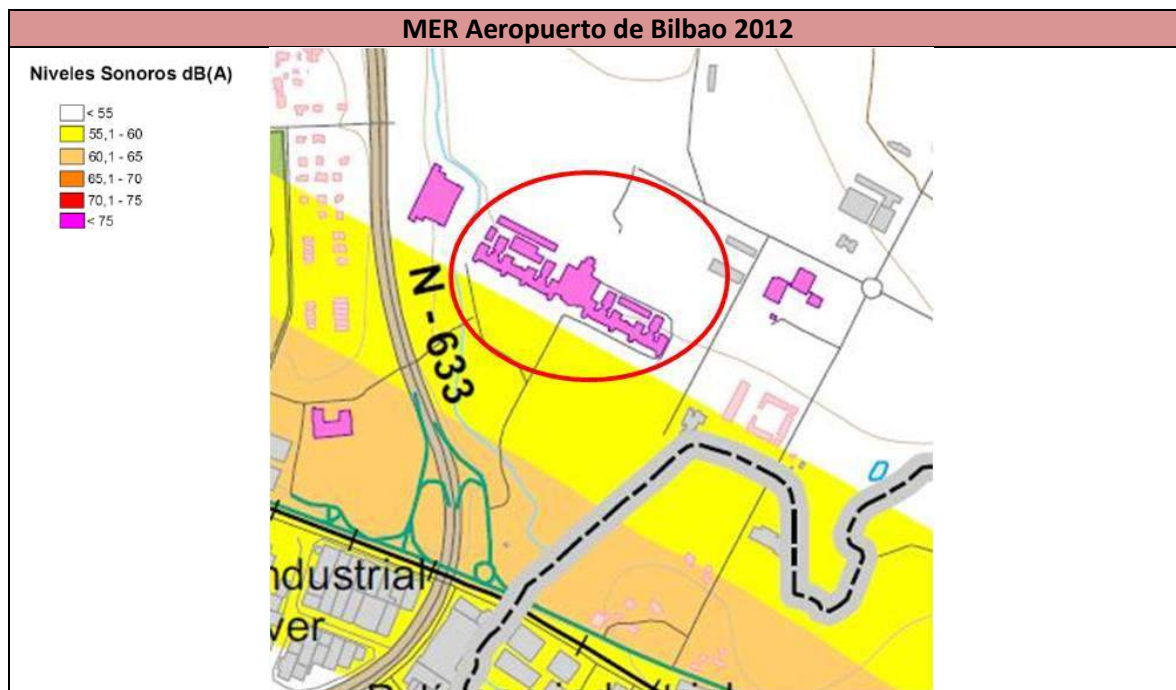 MER Aeropuerto de Bilbao 2012
Niveles Sonoros dB(A)
< 55
55,1 - 60
60,1 - 65
65,1 - 70
70,1 - 75
< 75
N - 633
ndustrial
ver